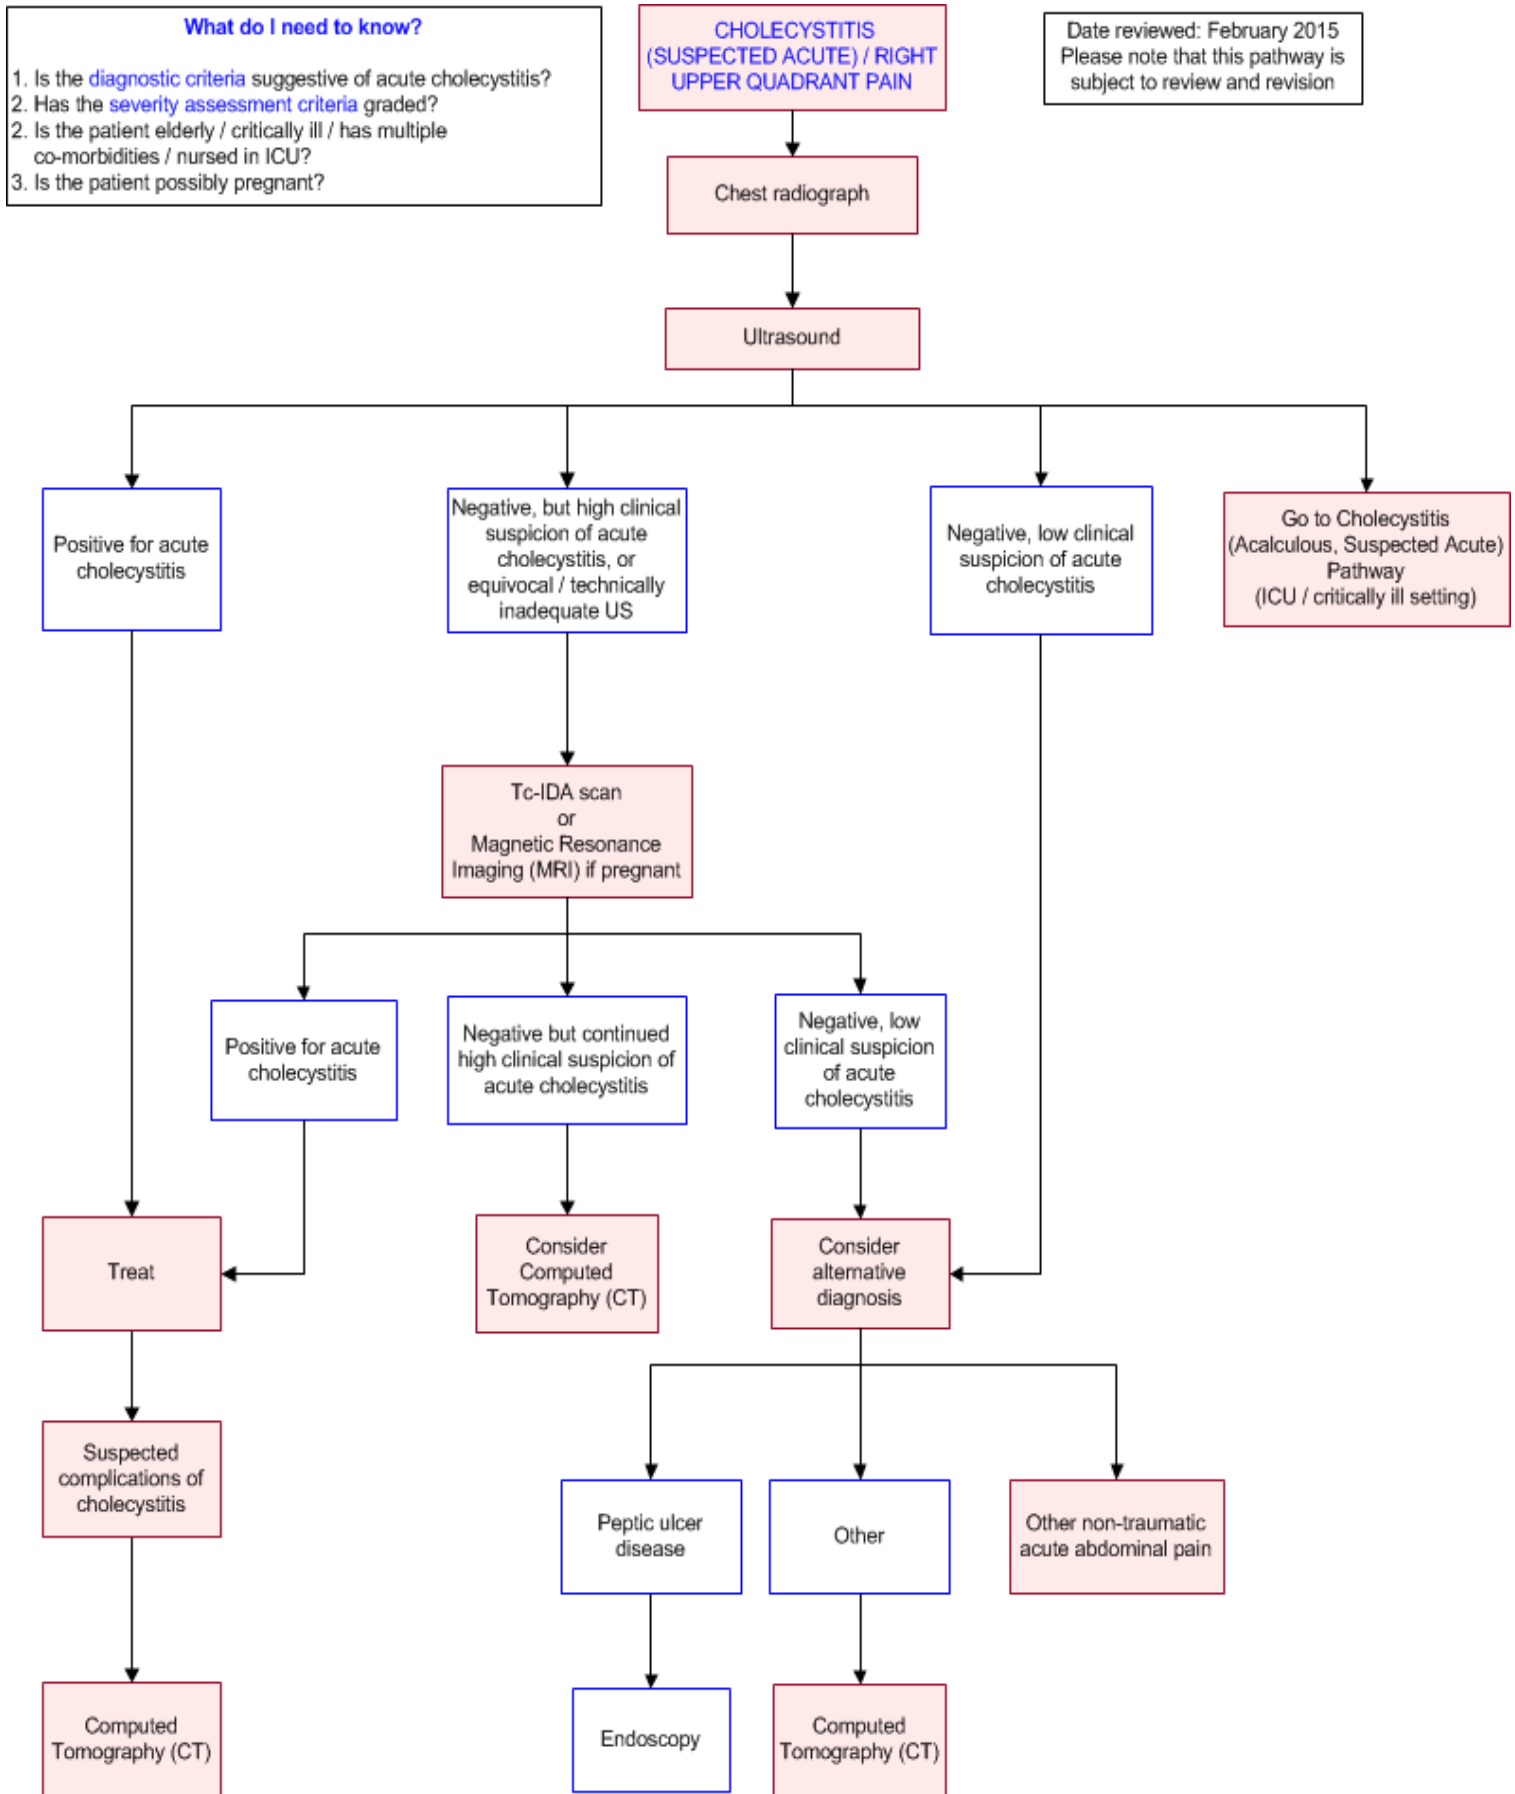 What do I need to know?
1. Is the diagnostic criteria suggestive of acute cholecystitis?
2. Has the severity assessment criteria graded?
2. Is the patient elderly / critically ill / has multiple
co-morbidities / nursed in ICU?
3. Is the patient possibly pregnant?
CHOLECYSTITIS
(SUSPECTED ACUTE) / RIGHT
UPPER QUADRANT PAIN
Date reviewed: February 2015
Please note that this pathway is
subject to review and revision
Chest radiograph
Ultrasound
Positive for acute
cholecystitis
Negative, but high clinical
suspicion of acute
cholecystitis, or
equivocal / technically
inadequate US
Negative, low clinical
suspicion of acute
cholecystitis
Go to Cholecystitis
(Acalculous, Suspected Acute)
Pathway
(ICU / critically ill setting)
Tc-IDA scan
or
Magnetic Resonance
Imaging (MRI) if pregnant
Positive for acute
cholecystitis
Negative but continued
high clinical suspicion of
acute cholecystitis
Negative, low
clinical suspicion
of acute
cholecystitis
Treat
Consider
Computed
Tomography (CT)
Consider
alternative
diagnosis
Suspected
complications of
cholecystitis
Peptic ulcer
disease
Other
Other non-traumatic
acute abdominal pain
Computed
Tomography (CT)
Endoscopy
Computed
Tomography (CT)